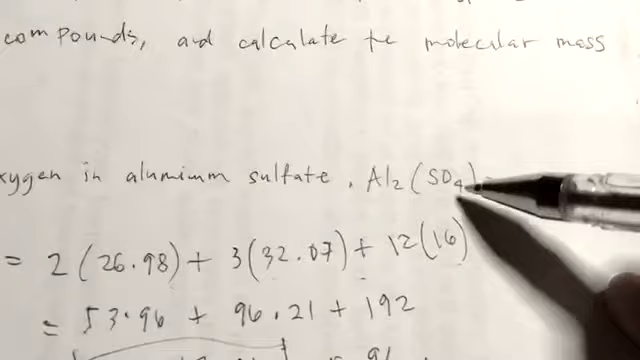 compounds, and calculate the molecular mass
xygen in aluminum sulfate, Al₂(SO₄)
= 2(26.98) + 3(32.07) + 12(16)
= 53.96 + 96.21 + 192